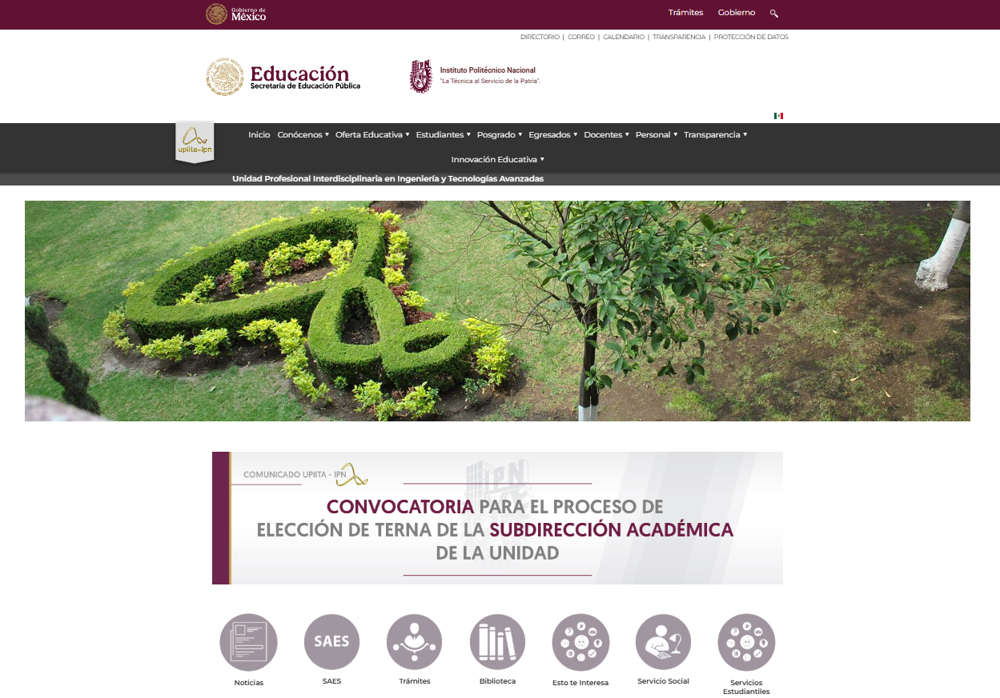 Gobierno de
México
Trámites Gobierno
DIRECTORIO | CORREO | CALENDARIO | TRANSPARENCIA | PROTECCIÓN DE DATOS
Educación
Secretaría de Educación Pública
IPN
Instituto Politécnico Nacional
"La Técnica al Servicio de la Patria".
upiita-ipn
Inicio Conócenos Oferta Educativa Estudiantes Posgrado Egresados Docentes Personal Transparencia
Innovación Educativa
Unidad Profesional Interdisciplinaria en Ingeniería y Tecnologías Avanzadas
COMUNICADO UPIITA - IPN
IPN
CONVOCATORIA PARA EL PROCESO DE
ELECCIÓN DE TERNA DE LA SUBDIRECCIÓN ACADÉMICA
DE LA UNIDAD
SAES
Noticias SAES Trámites Biblioteca Esto te Interesa Servicio Social Servicios
Estudiantiles